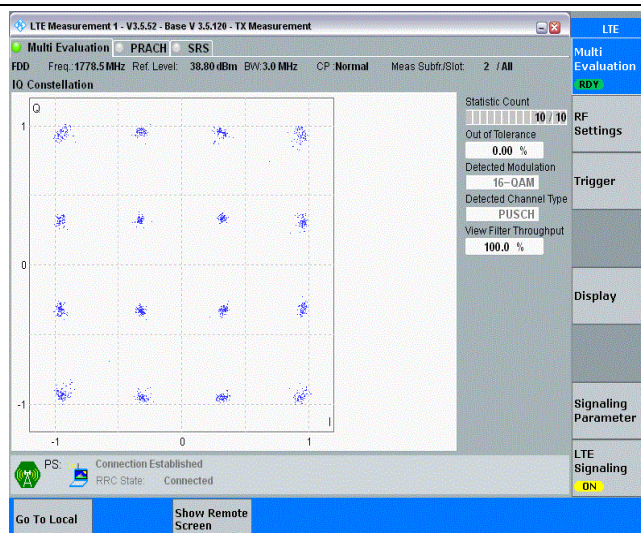 LTE Measurement 1 - V3.5.52 - Base V 3.5.120 - TX Measurement
LTE
Multi Evaluation PRACH SRS
Multi
Evaluation
RDY
FDD Freq.:1778.5 MHz Ref. Level: 38.80 dBm BW:3.0 MHz CP :Normal Meas Subfr./Slot: 2 / All
IQ Constellation
Q
1
0
-1
-1 0 1
I
Statistic Count
10 / 10
Out of Tolerance
0.00 %
Detected Modulation
16-QAM
Detected Channel Type
PUSCH
View Filter Throughput
100.0 %
RF
Settings
Trigger
Display
Signaling
Parameter
LTE
Signaling
ON
PS: Connection Established
RRC State: Connected
Go To Local
Show Remote
Screen